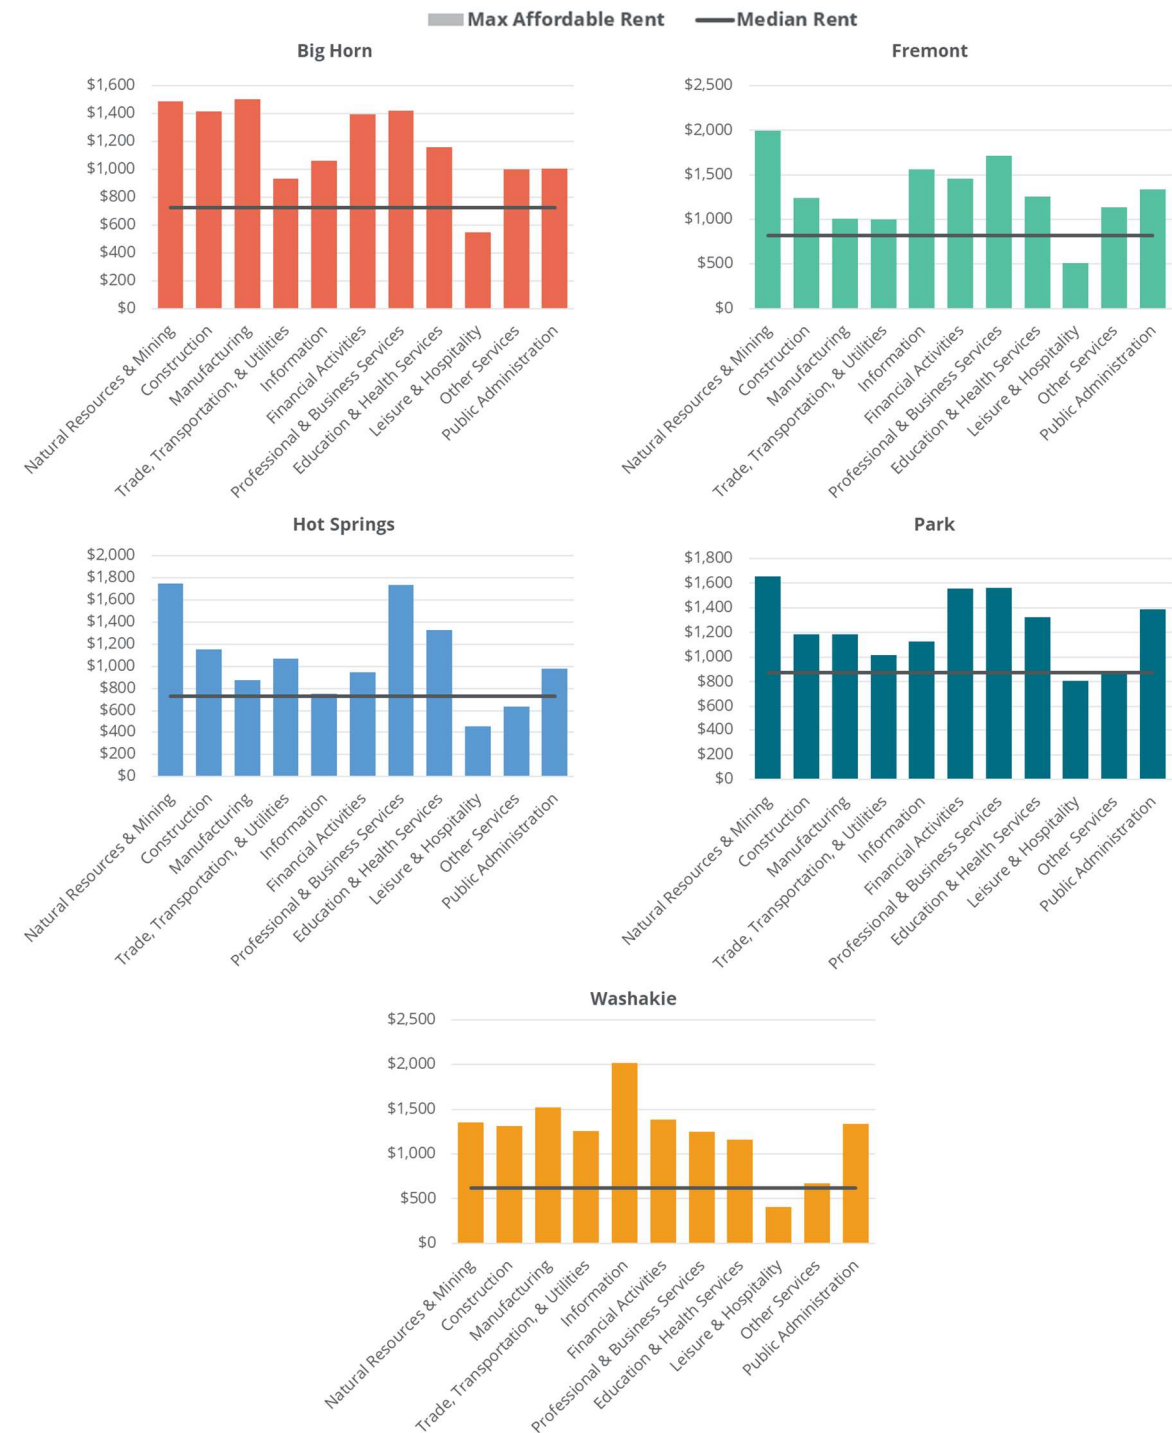 Max Affordable Rent Median Rent
Big Horn
$1,600
$1,400
$1,200
$1,000
$800
$600
$400
$200
$0
Natural Resources & Mining
Construction
Manufacturing
Trade, Transportation, & Utilities
Information
Financial Activities
Professional & Business Services
Education & Health Services
Leisure & Hospitality
Other Services
Public Administration
Fremont
$2,500
$2,000
$1,500
$1,000
$500
$0
Natural Resources & Mining
Construction
Manufacturing
Trade, Transportation, & Utilities
Information
Financial Activities
Professional & Business Services
Education & Health Services
Leisure & Hospitality
Other Services
Public Administration
Hot Springs
$2,000
$1,800
$1,600
$1,400
$1,200
$1,000
$800
$600
$400
$200
$0
Natural Resources & Mining
Construction
Manufacturing
Trade, Transportation, & Utilities
Information
Financial Activities
Professional & Business Services
Education & Health Services
Leisure & Hospitality
Other Services
Public Administration
Park
$1,800
$1,600
$1,400
$1,200
$1,000
$800
$600
$400
$200
$0
Natural Resources & Mining
Construction
Manufacturing
Trade, Transportation, & Utilities
Information
Financial Activities
Professional & Business Services
Education & Health Services
Leisure & Hospitality
Other Services
Public Administration
Washakie
$2,500
$2,000
$1,500
$1,000
$500
$0
Natural Resources & Mining
Construction
Manufacturing
Trade, Transportation, & Utilities
Information
Financial Activities
Professional & Business Services
Education & Health Services
Leisure & Hospitality
Other Services
Public Administration